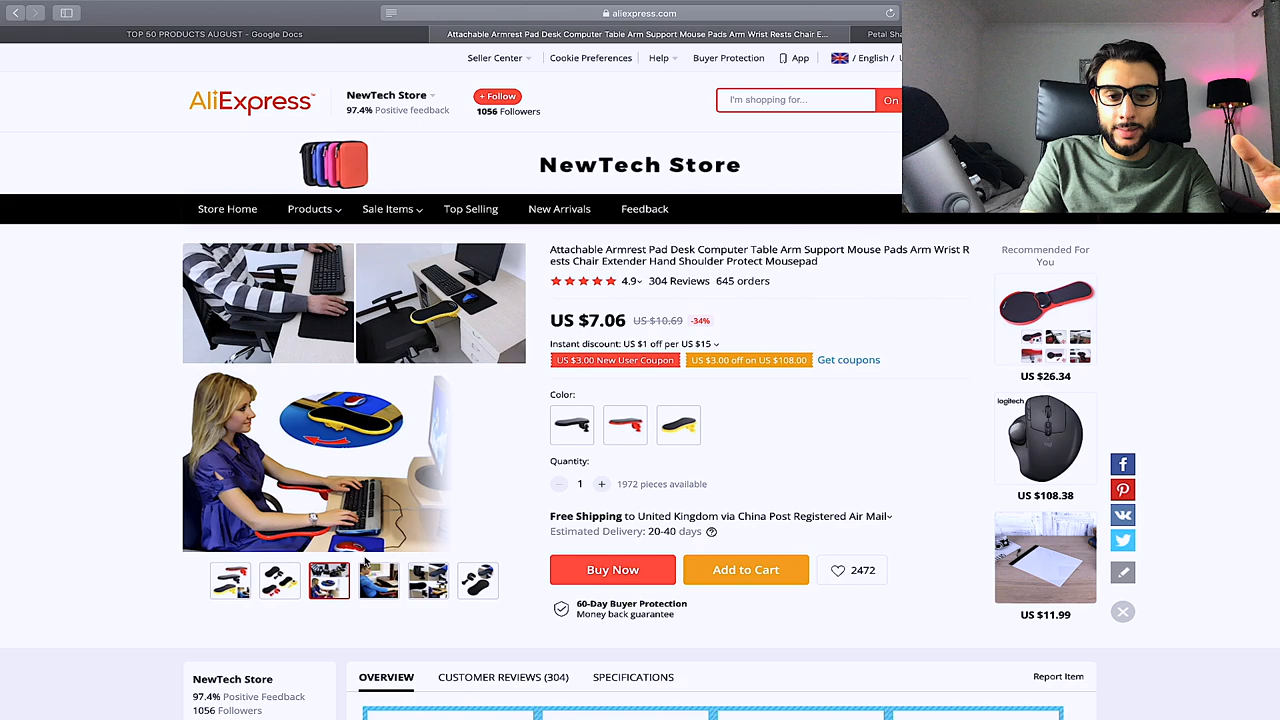 aliexpress.com
TOP 50 PRODUCTS AUGUST - Google Docs
Attachable Armrest Pad Desk Computer Table Arm Support Mouse Pads Arm Wrist Rests Chair E...
Petal Sha
Seller Center
Cookie Preferences
Help
Buyer Protection
App
/ English /
AliExpress™
NewTech Store
97.4% Positive feedback
+ Follow
1056 Followers
I'm shopping for...
On
NewTech Store
Store Home
Products
Sale Items
Top Selling
New Arrivals
Feedback
Attachable Armrest Pad Desk Computer Table Arm Support Mouse Pads Arm Wrist R
ests Chair Extender Hand Shoulder Protect Mousepad
4.9
304 Reviews
645 orders
US $7.06
US $10.69
-34%
Instant discount: US $1 off per US $15
US $3.00 New User Coupon
US $3.00 off on US $108.00
Get coupons
Color:
Quantity:
1
1972 pieces available
Free Shipping to United Kingdom via China Post Registered Air Mail
Estimated Delivery: 20-40 days
Buy Now
Add to Cart
2472
60-Day Buyer Protection
Money back guarantee
Recommended For
You
US $26.34
logitech
US $108.38
US $11.99
NewTech Store
97.4% Positive Feedback
1056 Followers
OVERVIEW
CUSTOMER REVIEWS (304)
SPECIFICATIONS
Report Item